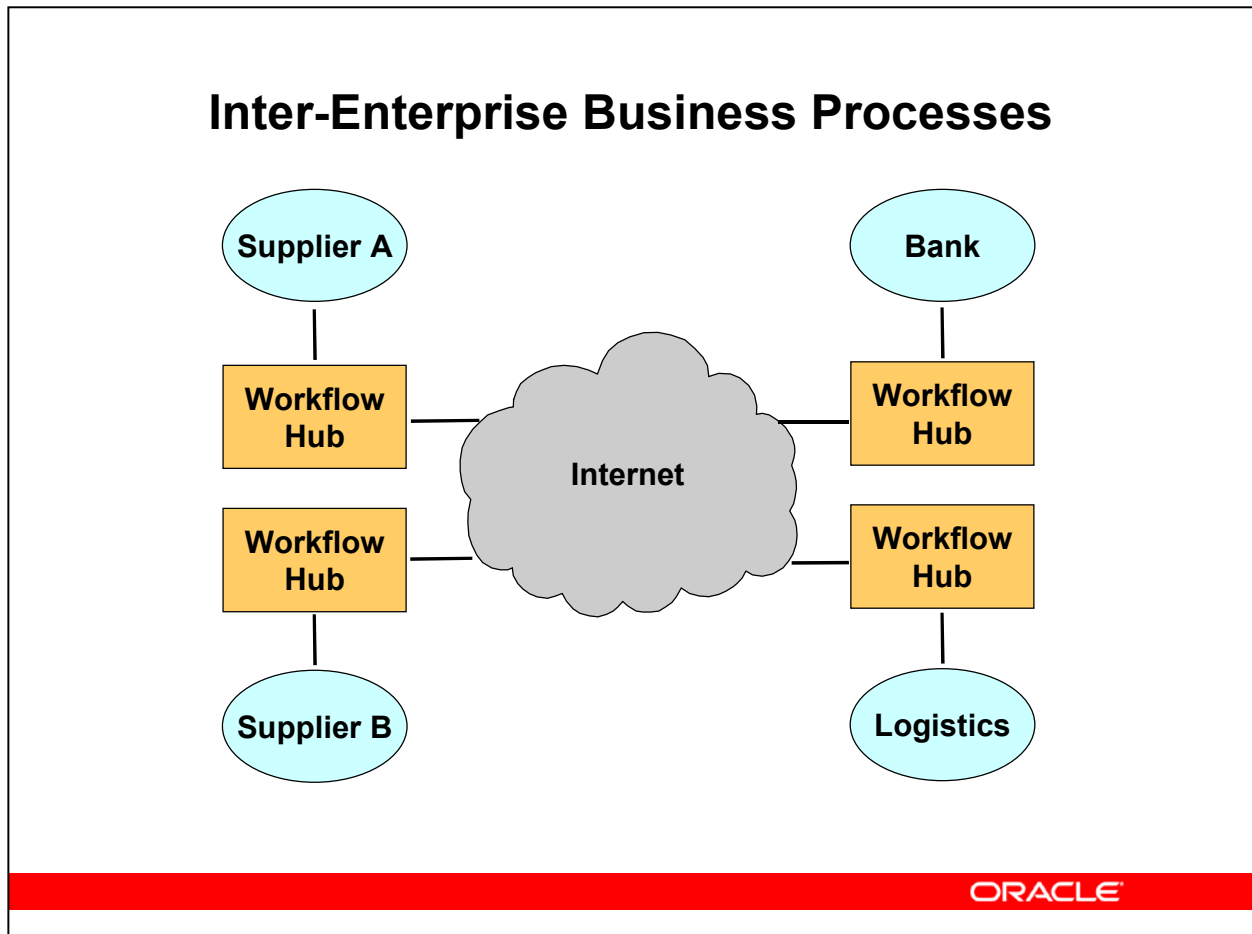 Inter-Enterprise Business Processes
Supplier A
Bank
Workflow
Hub
Workflow
Hub
Internet
Workflow
Hub
Workflow
Hub
Supplier B
Logistics
ORACLE